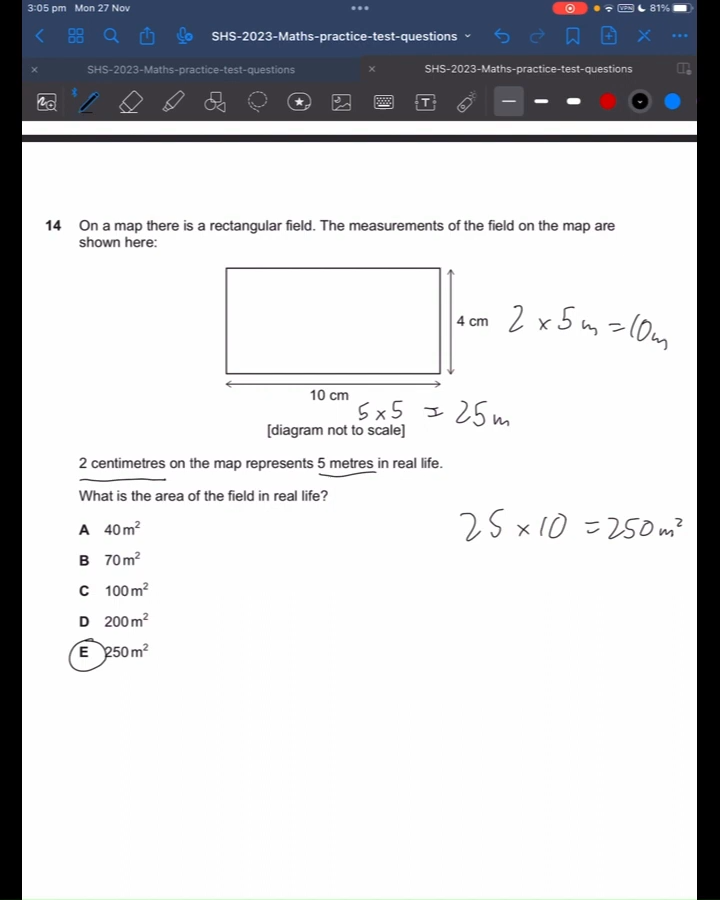 3:05 pm Mon 27 Nov
VPN 81%
SHS-2023-Maths-practice-test-questions
SHS-2023-Maths-practice-test-questions
SHS-2023-Maths-practice-test-questions
14 On a map there is a rectangular field. The measurements of the field on the map are
shown here:
4 cm 2 × 5m = 10m
10 cm
5 × 5 = 25m
[diagram not to scale]
2 centimetres on the map represents 5 metres in real life.
What is the area of the field in real life?
25 × 10 = 250m²
A 40 m²
B 70 m²
C 100 m²
D 200 m²
E 250 m²